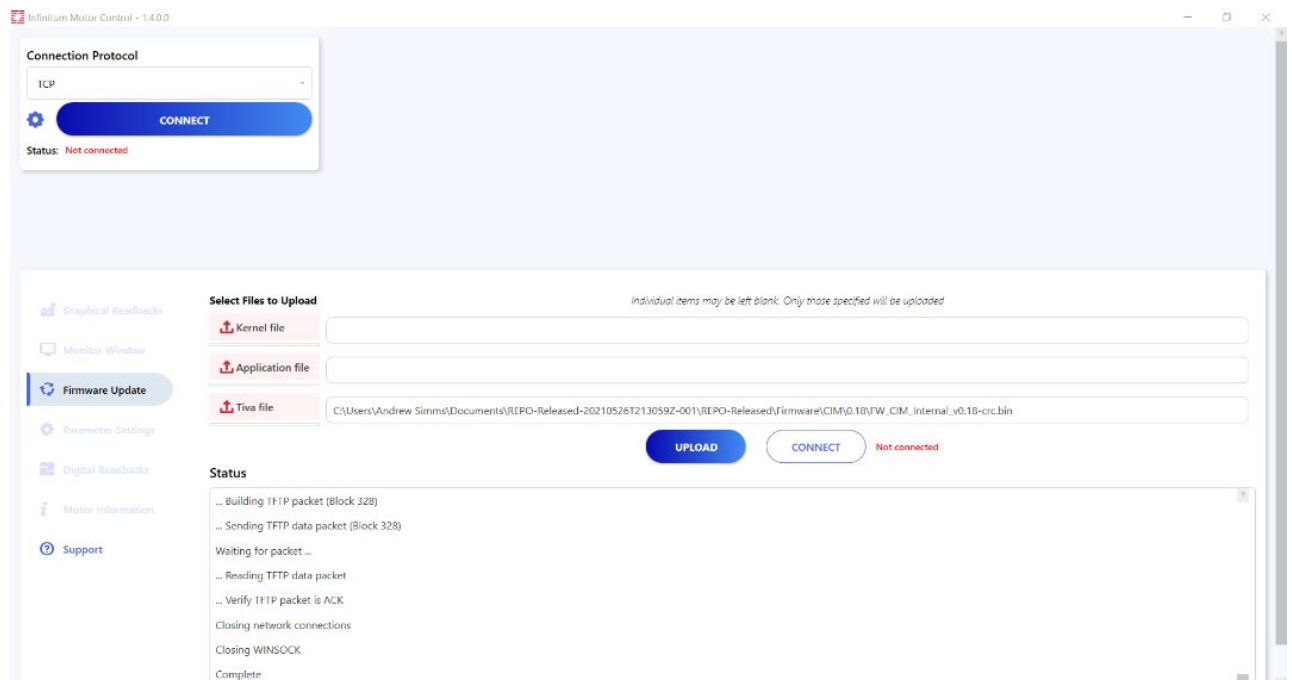 Infinitum Motor Control - 1.4.0.0
Connection Protocol
TCP
CONNECT
Status: Not connected
Graphical Readbacks
Monitor Window
Firmware Update
Parameter Settings
Digital Readbacks
Motor Information
Support
Select Files to Upload
Individual items may be left blank. Only those specified will be uploaded
Kernel file
Application file
Tiva file
C:\Users\Andrew Simms\Documents\REPO-Released-20210526T213059Z-001\REPO-Released\Firmware\CIM\0.18\FW_CIM_Internal_v0.18-crc.bin
UPLOAD CONNECT Not connected
Status
... Building TFTP packet (Block 328)
... Sending TFTP data packet (Block 328)
Waiting for packet ...
... Reading TFTP data packet
... Verify TFTP packet is ACK
Closing network connections
Closing WINSOCK
Complete